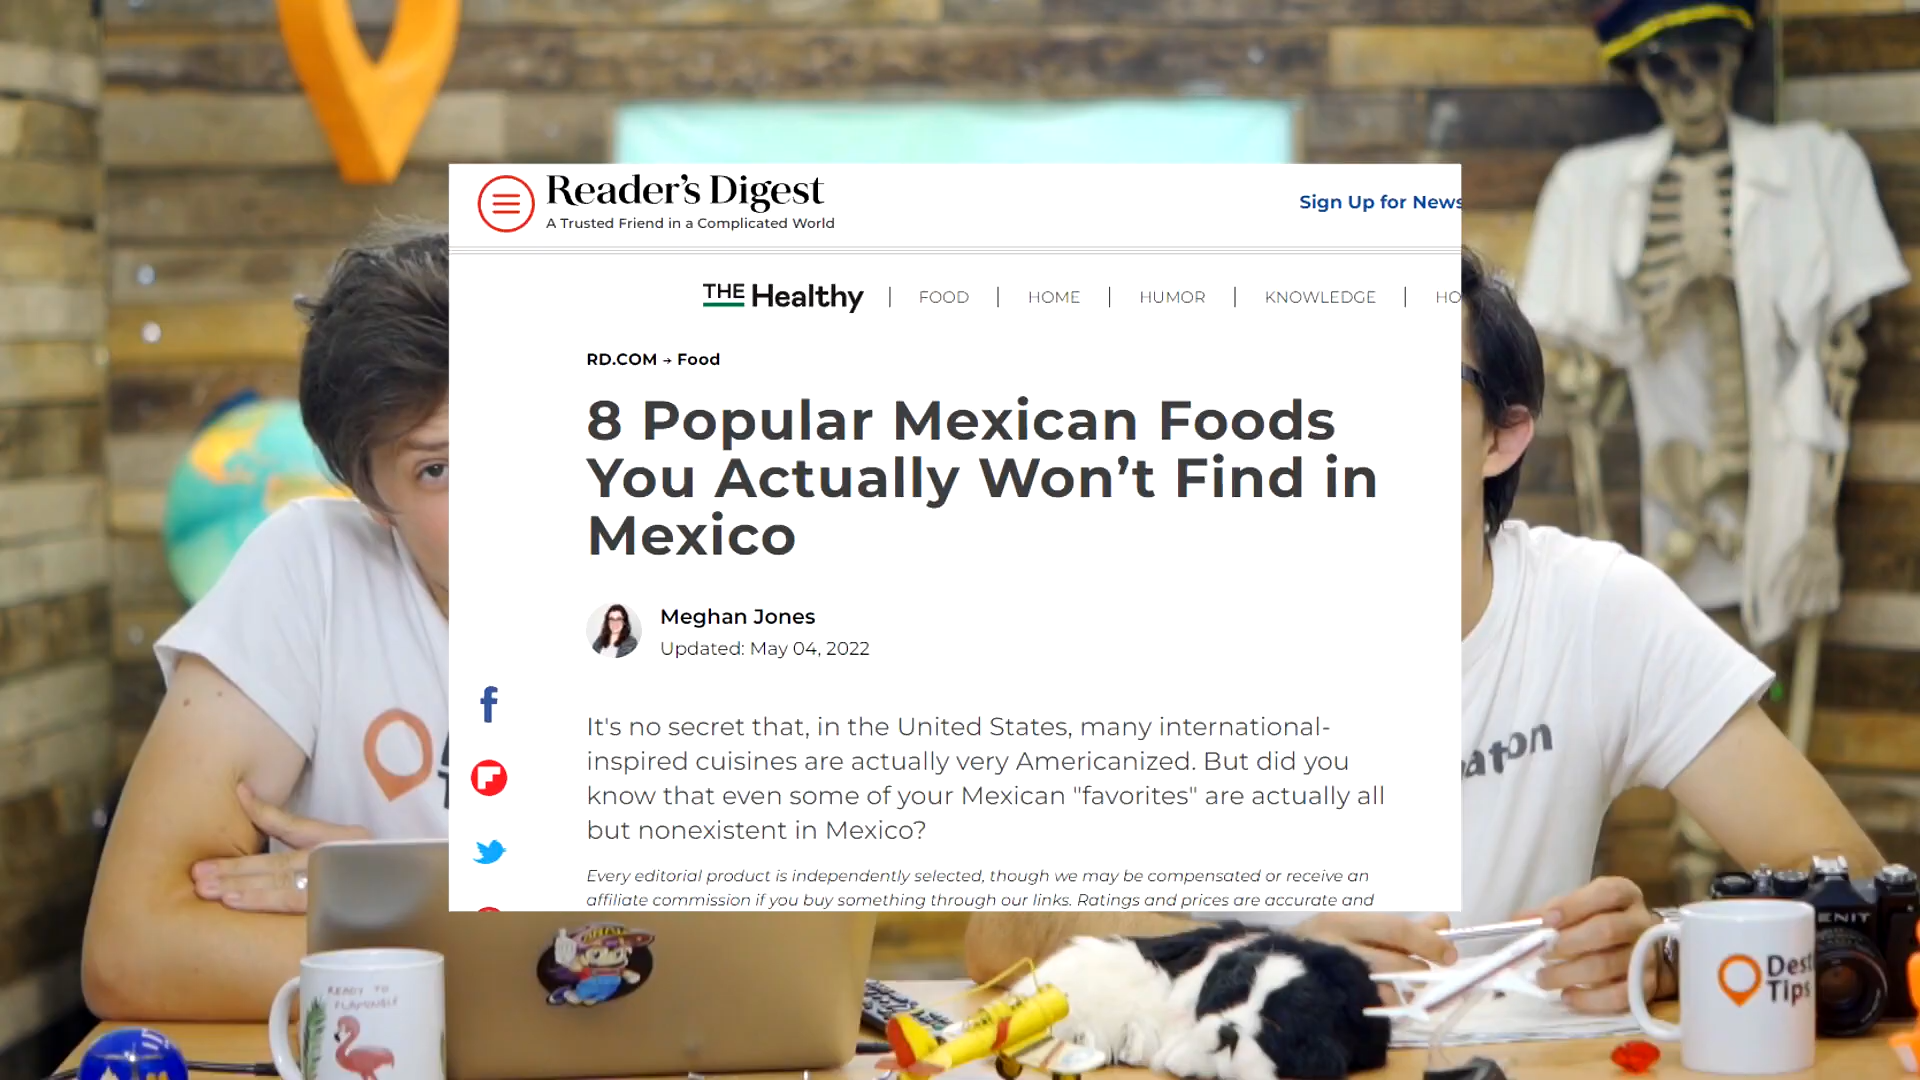 Reader's Digest
A Trusted Friend in a Complicated World
Sign Up for News
THE Healthy
FOOD
HOME
HUMOR
KNOWLEDGE
HO
RD.COM → Food
8 Popular Mexican Foods
You Actually Won’t Find in
Mexico
Meghan Jones
Updated: May 04, 2022
It's no secret that, in the United States, many international-
inspired cuisines are actually very Americanized. But did you
know that even some of your Mexican "favorites" are actually all
but nonexistent in Mexico?
Every editorial product is independently selected, though we may be compensated or receive an
affiliate commission if you buy something through our links. Ratings and prices are accurate and
READY TO
FLAMINGLE
ENIT
Dest
Tips